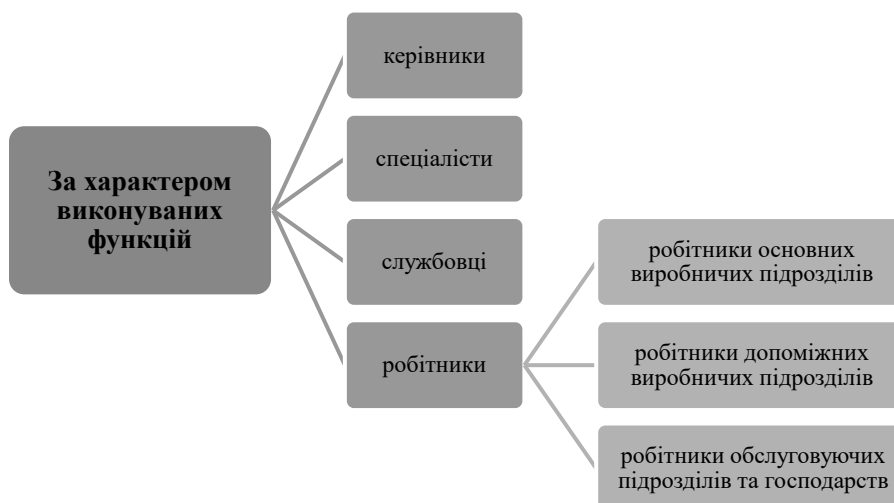 За характером
виконуваних
функцій
керівники
спеціалісти
службовці
робітники
робітники основних
виробничих підрозділів
робітники допоміжних
виробничих підрозділів
робітники обслуговуючих
підрозділів та господарств